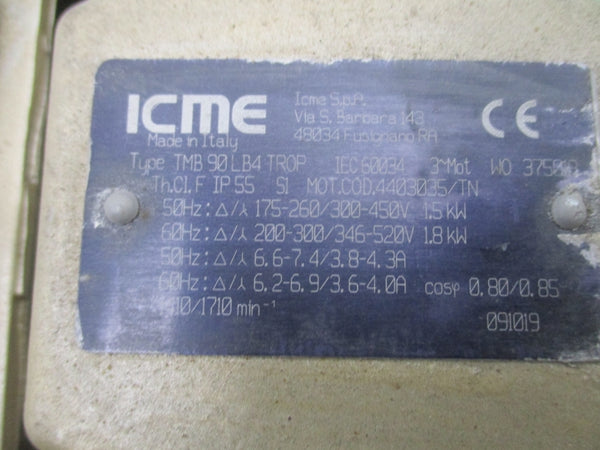 ICME
Made in Italy
Icme S.p.A.
Via S. Barbara 143
48034 Fusignano RA
CE
Type TMB 90 LB4 TROP IEC 60034 3~Mot WO
Th.Cl.F IP 55 S1 MOT.COD.4403035/TN
50Hz: Δ/⅄ 175-260/300-450V 1.5 kW
60Hz: Δ/⅄ 200-300/346-520V 1.8 kW
50Hz: Δ/⅄ 6.6-7.4/3.8-4.3A
60Hz: Δ/⅄ 6.2-6.9/3.6-4.0A cosφ 0.80/0.85
10/1710 min⁻¹
091019